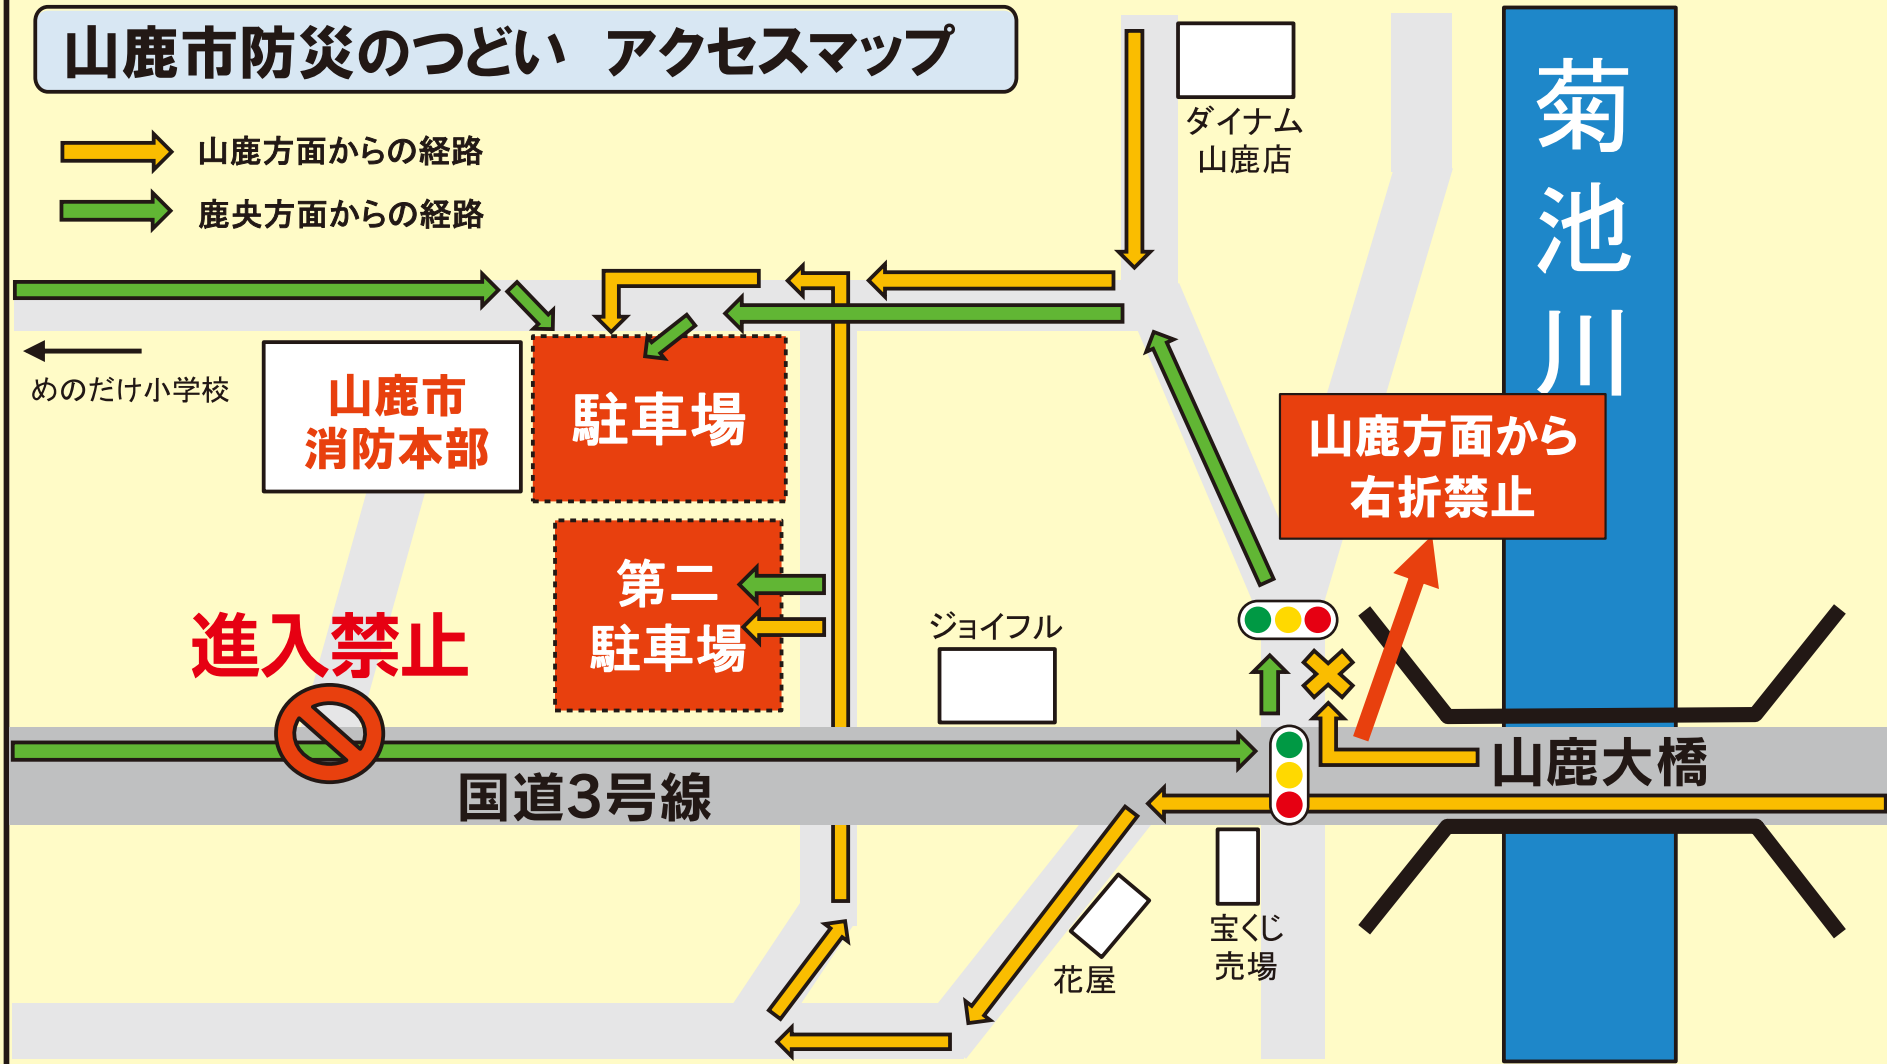 山鹿市防災のつどい アクセスマップ
山鹿方面からの経路
鹿央方面からの経路
ダイナム
山鹿店
菊池川
めのだけ小学校
山鹿市
消防本部
駐車場
第二
駐車場
山鹿方面から
右折禁止
進入禁止
ジョイフル
国道3号線
山鹿大橋
宝くじ
売場
花屋